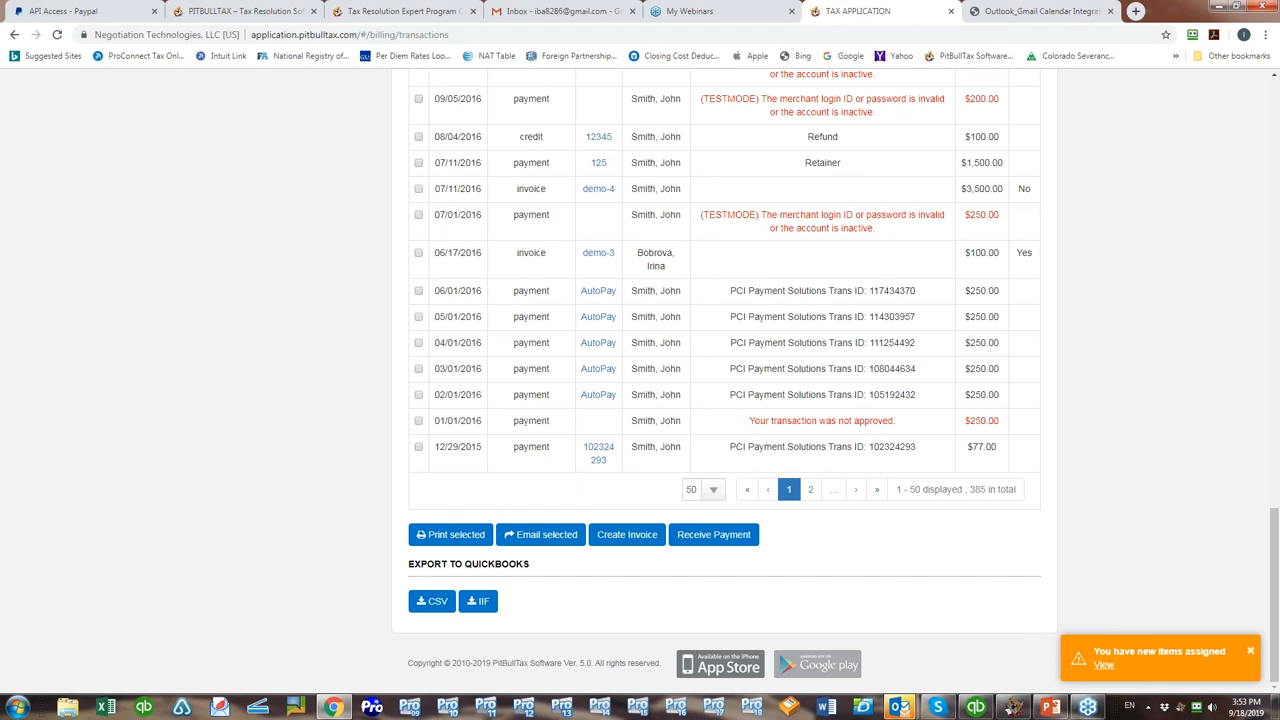 API Access - Paypal
PITBULLTAX – Tax Resolution Sof
Tax Resolution Expert Program C
Inbox - iba8286@gmail.com - G
My Webinars
TAX APPLICATION
Outlook_Gmail Calendar Integrat
Negotiation Technologies, LLC [US] | application.pitbulltax.com/#/billing/transactions
Suggested Sites
ProConnect Tax Onl...
Intuit Link
National Registry of...
Per Diem Rates Loo...
NAT Table
Foreign Partnership...
Closing Cost Deduc...
Apple
Bing
Google
Yahoo
PitBullTax Software...
Colorado Severanc...
» Other bookmarks
or the account is inactive.
09/05/2016 payment Smith, John (TESTMODE) The merchant login ID or password is invalid $200.00
or the account is inactive.
08/04/2016 credit 12345 Smith, John Refund $100.00
07/11/2016 payment 125 Smith, John Retainer $1,500.00
07/11/2016 invoice demo-4 Smith, John $3,500.00 No
07/01/2016 payment Smith, John (TESTMODE) The merchant login ID or password is invalid $250.00
or the account is inactive.
06/17/2016 invoice demo-3 Bobrova, $100.00 Yes
Irina
06/01/2016 payment AutoPay Smith, John PCI Payment Solutions Trans ID: 117434370 $250.00
05/01/2016 payment AutoPay Smith, John PCI Payment Solutions Trans ID: 114303957 $250.00
04/01/2016 payment AutoPay Smith, John PCI Payment Solutions Trans ID: 111254492 $250.00
03/01/2016 payment AutoPay Smith, John PCI Payment Solutions Trans ID: 108044634 $250.00
02/01/2016 payment AutoPay Smith, John PCI Payment Solutions Trans ID: 105192432 $250.00
01/01/2016 payment Smith, John Your transaction was not approved. $250.00
12/29/2015 payment 102324 Smith, John PCI Payment Solutions Trans ID: 102324293 $77.00
293
50 « ‹ 1 2 ... › » 1 - 50 displayed , 385 in total
Print selected
Email selected
Create Invoice
Receive Payment
EXPORT TO QUICKBOOKS
CSV
IIF
You have new items assigned
View
Copyright © 2010-2019 PitBullTax Software Ver. 5.0. All rights reserved.
Available on the iPhone
App Store
ANDROID APP ON
Google play
EN 3:53 PM
9/18/2019